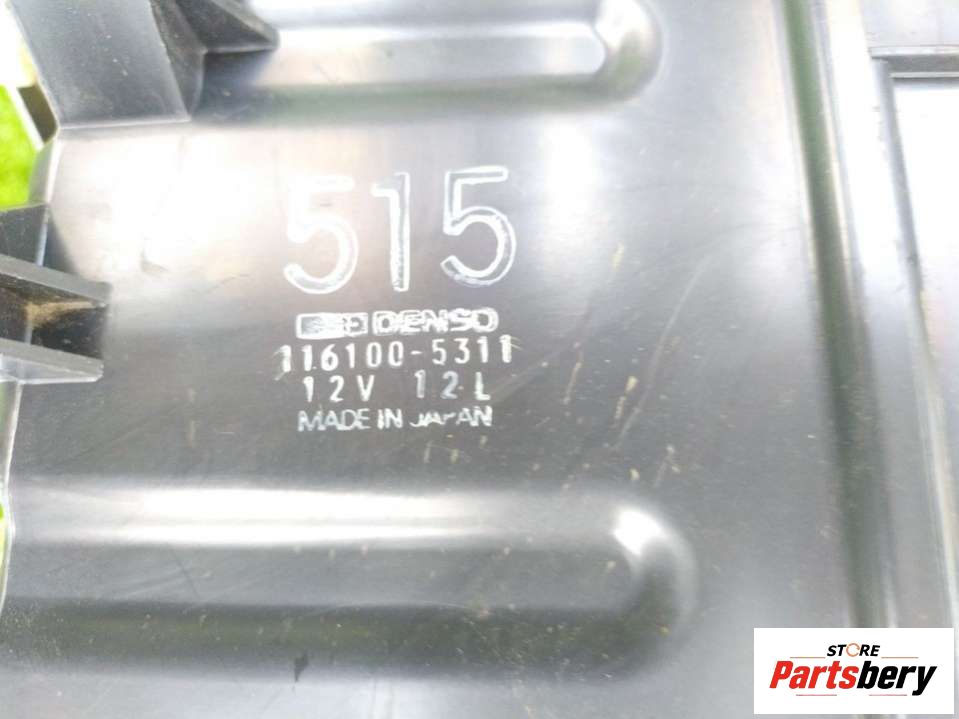 515
DENSO
116100-5311
12V 12L
MADE IN JAPAN
STORE
Partsbery